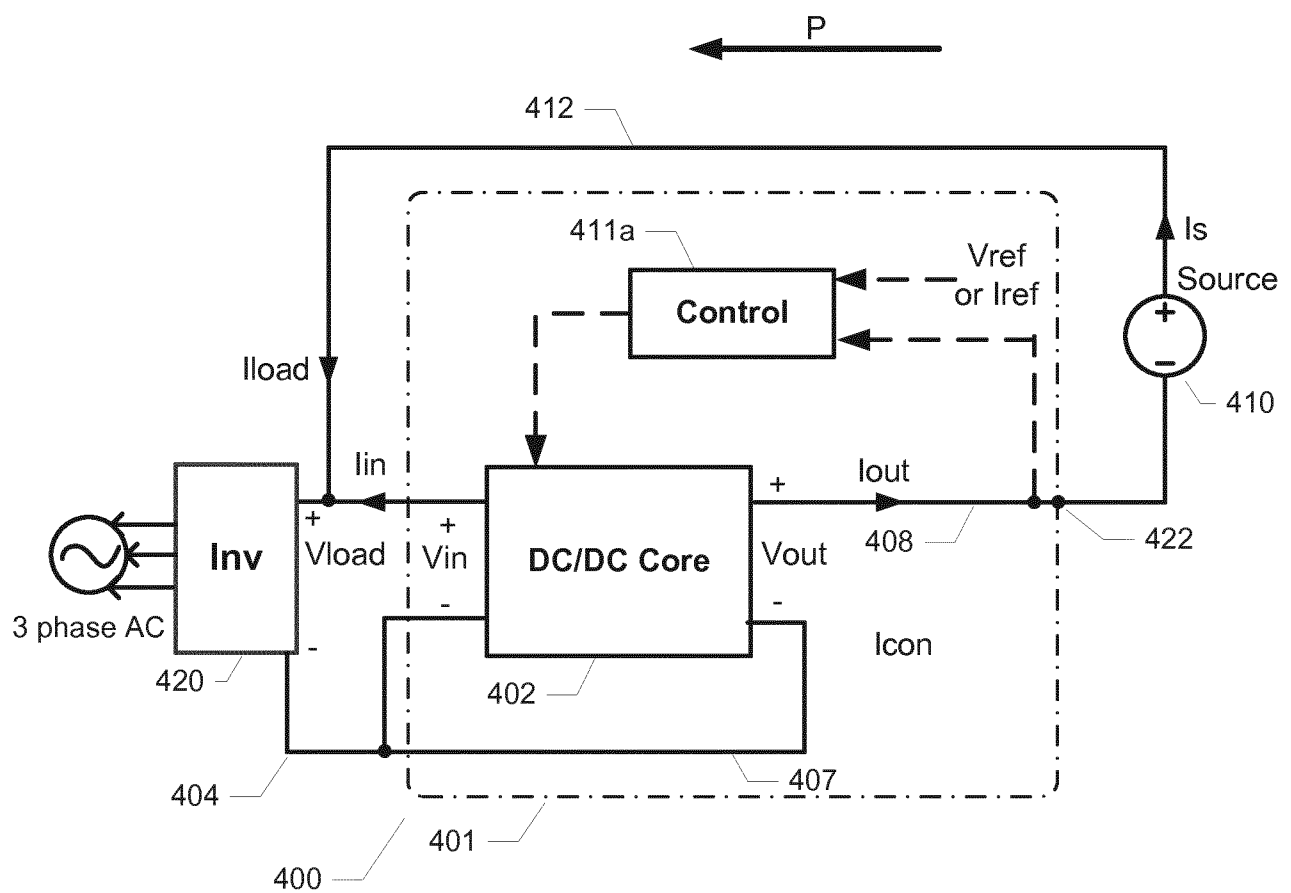 P
412
411a
Is
Vref
or Iref
Source
Control
+
-
Iload
410
Iin
Iout
+
+
+
408
422
Inv
Vload
Vin
DC/DC Core
Vout
-
-
3 phase AC
-
Icon
420
402
404
407
401
400